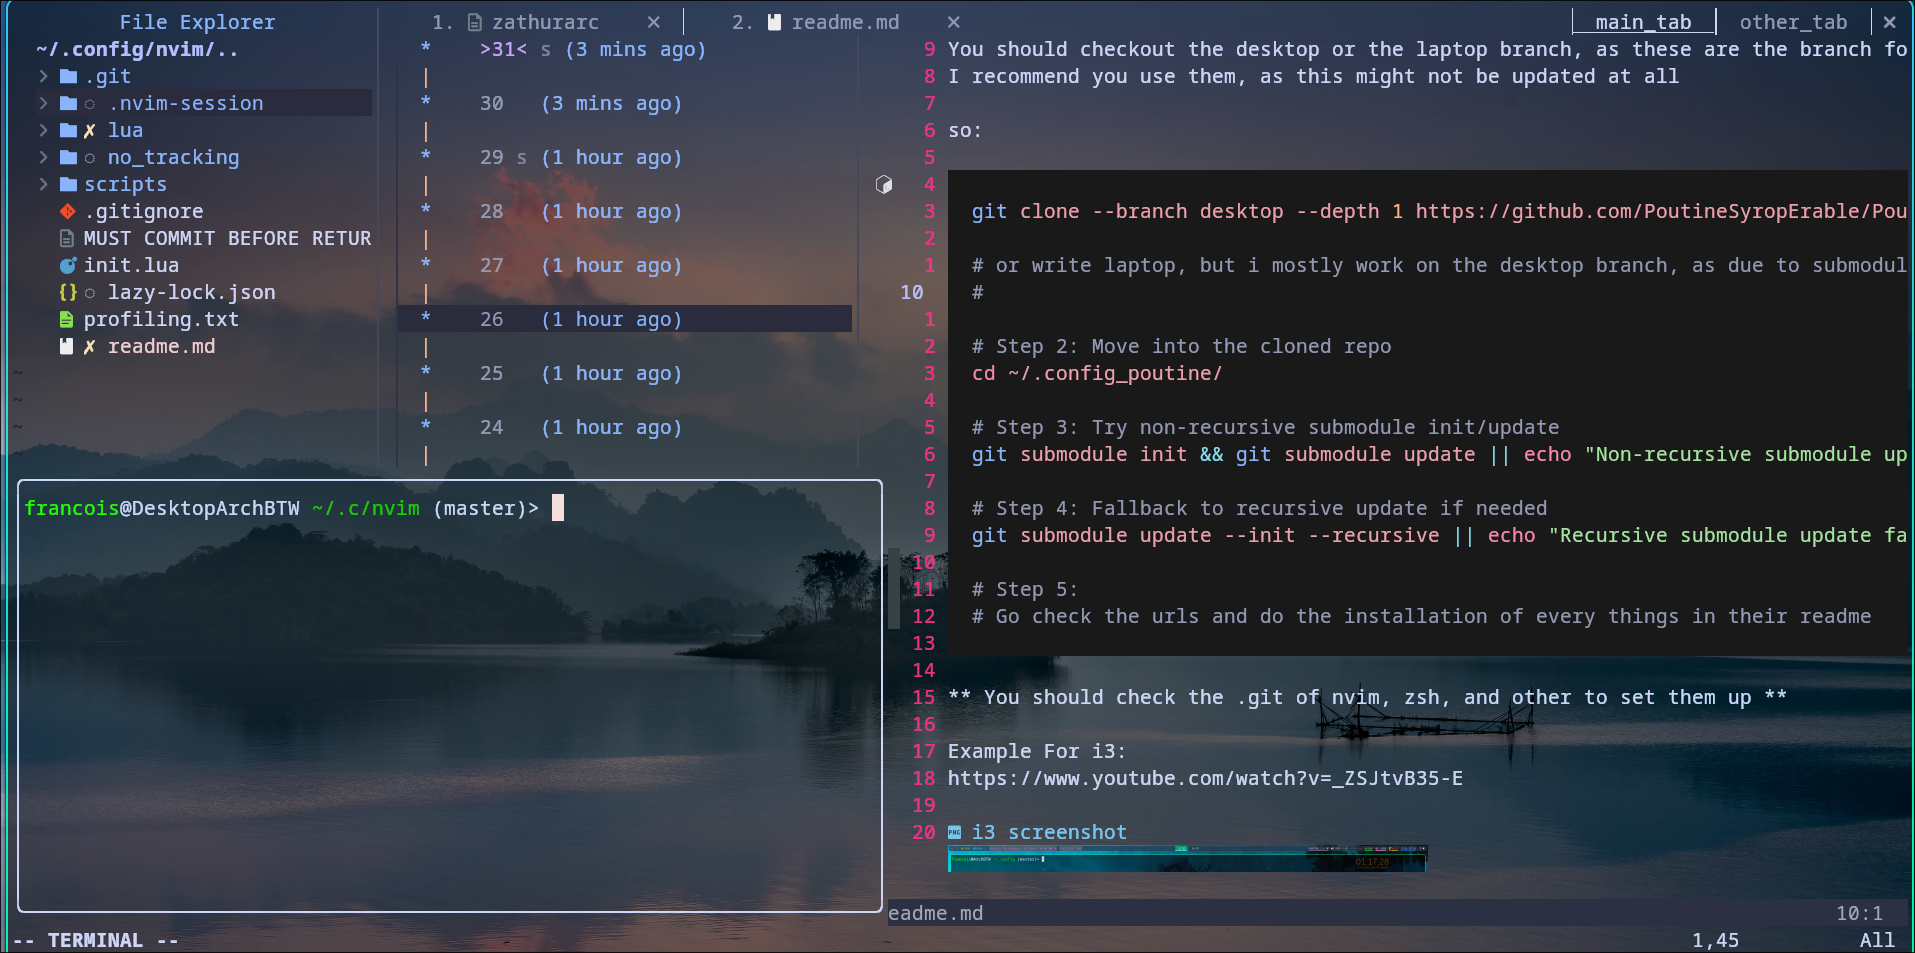 File Explorer
~/.config/nvim/..
.git
.nvim-session
✗ lua
no_tracking
scripts
.gitignore
MUST COMMIT BEFORE RETUR
init.lua
{} lazy-lock.json
profiling.txt
✗ readme.md
~
~
~
~
1. zathurarc ✕
2. readme.md ✕
main_tab
other_tab ✕
* >31< s (3 mins ago)
|
* 30 (3 mins ago)
|
* 29 s (1 hour ago)
|
* 28 (1 hour ago)
|
* 27 (1 hour ago)
|
* 26 (1 hour ago)
|
* 25 (1 hour ago)
|
* 24 (1 hour ago)
|
9 You should checkout the desktop or the laptop branch, as these are the branch fo
8 I recommend you use them, as this might not be updated at all
7
6 so:
5
4
3 git clone --branch desktop --depth 1 https://github.com/PoutineSyropErable/Pou
2
1 # or write laptop, but i mostly work on the desktop branch, as due to submodul
10 #
1
2 # Step 2: Move into the cloned repo
3 cd ~/.config_poutine/
4
5 # Step 3: Try non-recursive submodule init/update
6 git submodule init && git submodule update || echo "Non-recursive submodule up
7
8 # Step 4: Fallback to recursive update if needed
9 git submodule update --init --recursive || echo "Recursive submodule update fa
10
11 # Step 5:
12 # Go check the urls and do the installation of every things in their readme
13
14
15 ** You should check the .git of nvim, zsh, and other to set them up **
16
17 Example For i3:
18 https://www.youtube.com/watch?v=_ZSJtvB35-E
19
20 PNG i3 screenshot
01:17:28
francois@DesktopArchBTW ~/.c/nvim (master)>
eadme.md 10:1
-- TERMINAL -- 1,45 All